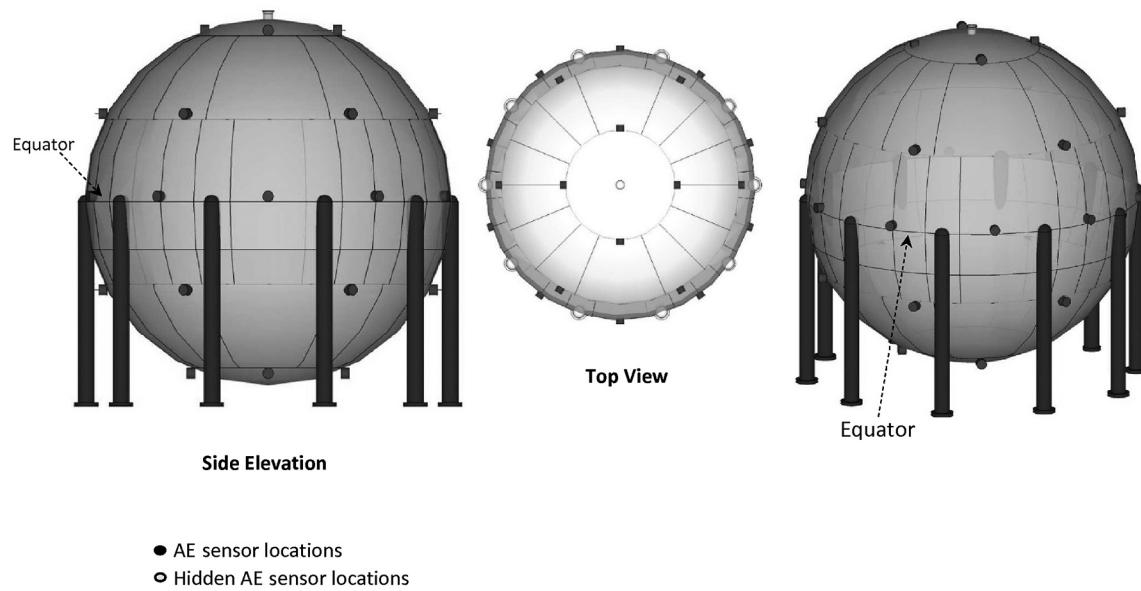 Equator
Equator
Top View
Side Elevation
AE sensor locations
Hidden AE sensor locations